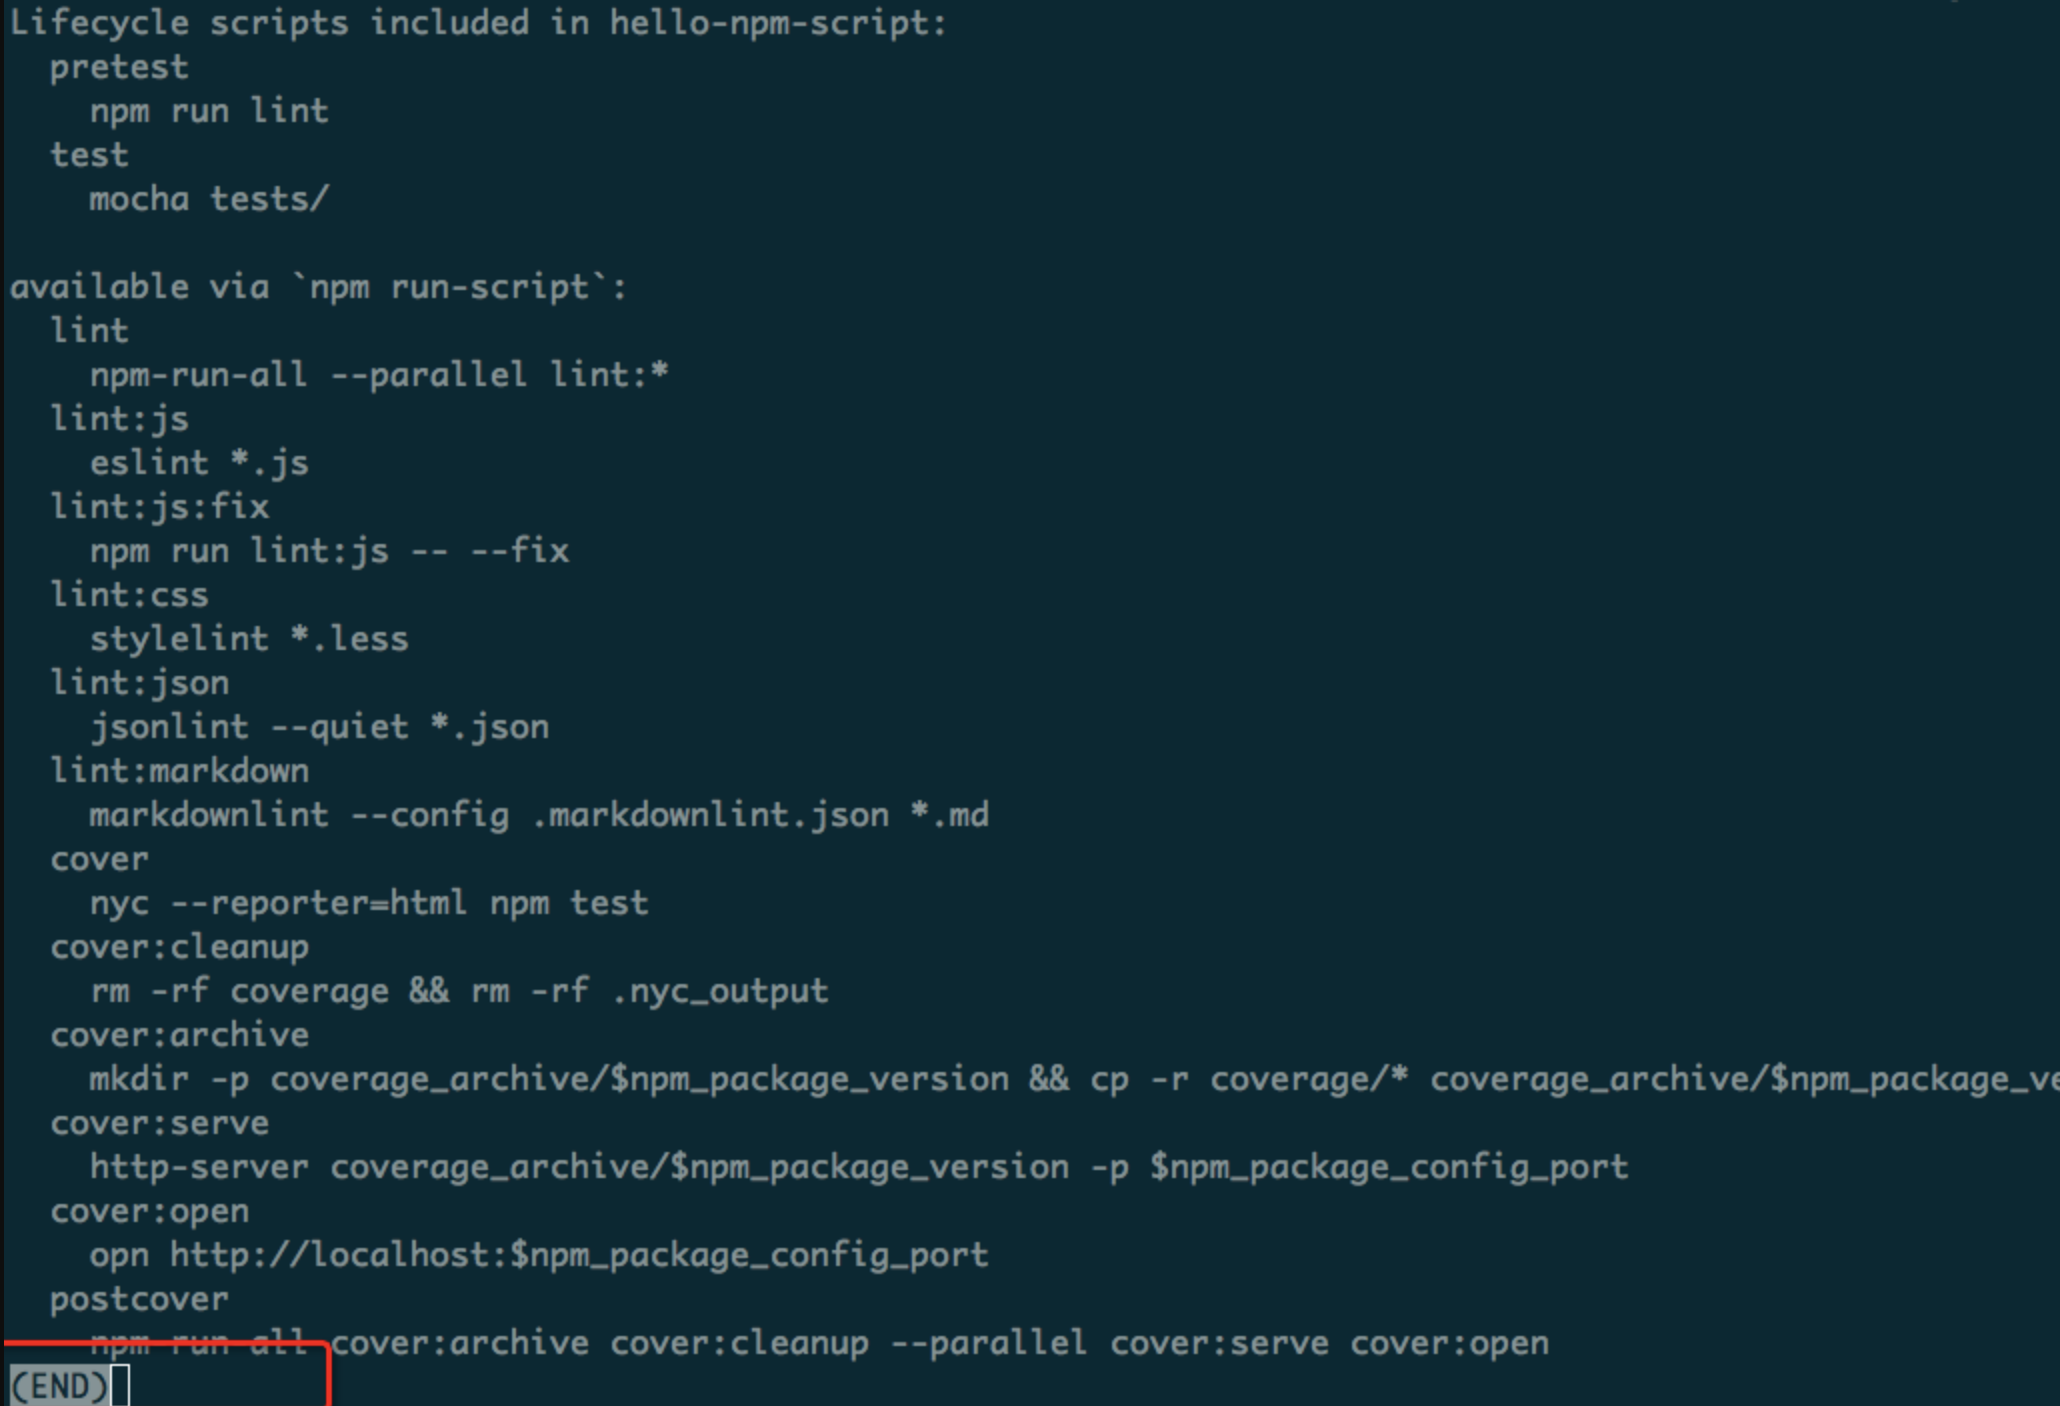 Lifecycle scripts included in hello-npm-script:
  pretest
    npm run lint
  test
    mocha tests/

available via `npm run-script`:
  lint
    npm-run-all --parallel lint:*
  lint:js
    eslint *.js
  lint:js:fix
    npm run lint:js -- --fix
  lint:css
    stylelint *.less
  lint:json
    jsonlint --quiet *.json
  lint:markdown
    markdownlint --config .markdownlint.json *.md
  cover
    nyc --reporter=html npm test
  cover:cleanup
    rm -rf coverage && rm -rf .nyc_output
  cover:archive
    mkdir -p coverage_archive/$npm_package_version && cp -r coverage/* coverage_archive/$npm_package_ve
  cover:serve
    http-server coverage_archive/$npm_package_version -p $npm_package_config_port
  cover:open
    opn http://localhost:$npm_package_config_port
  postcover
    npm run all cover:archive cover:cleanup --parallel cover:serve cover:open
(END)